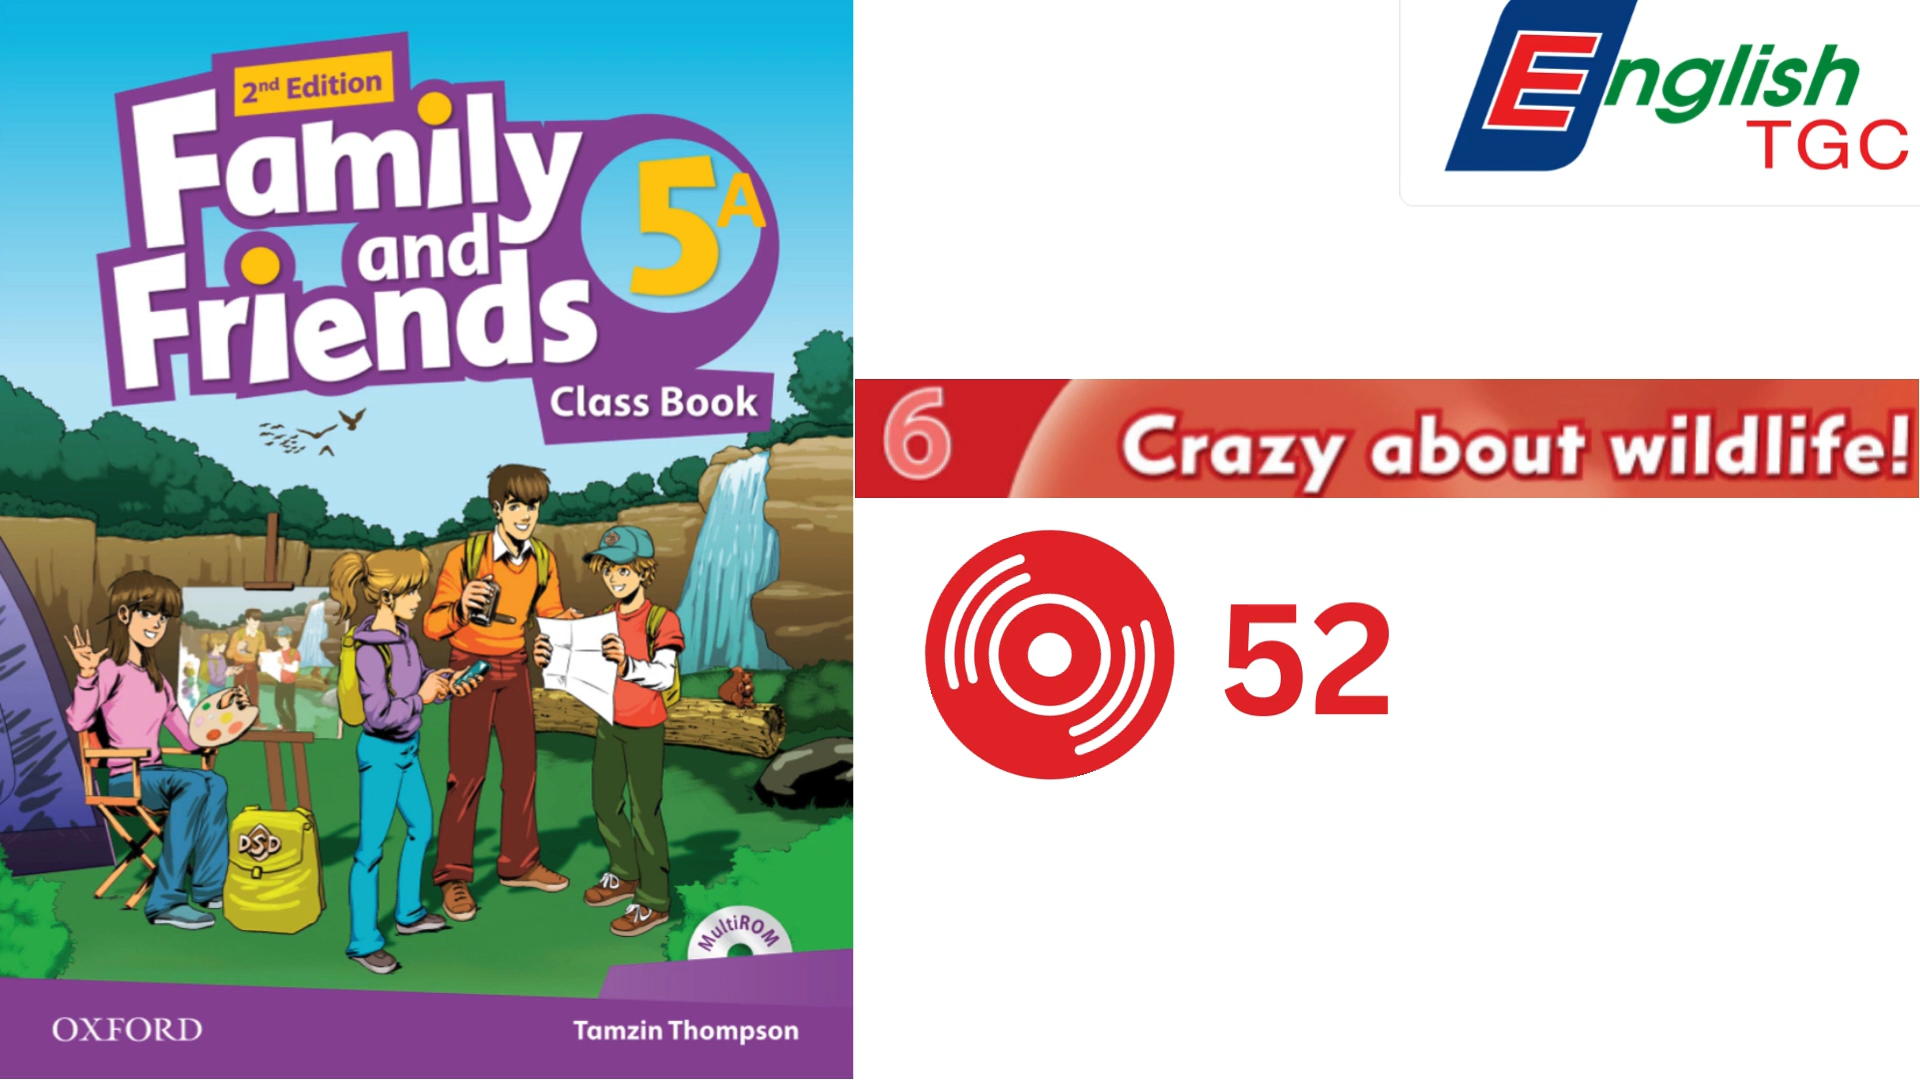 2nd Edition
Family
and
Friends
5A
Class Book
DSD
MultiROM
OXFORD
Tamzin Thompson
English
TGC
6 Crazy about wildlife!
52